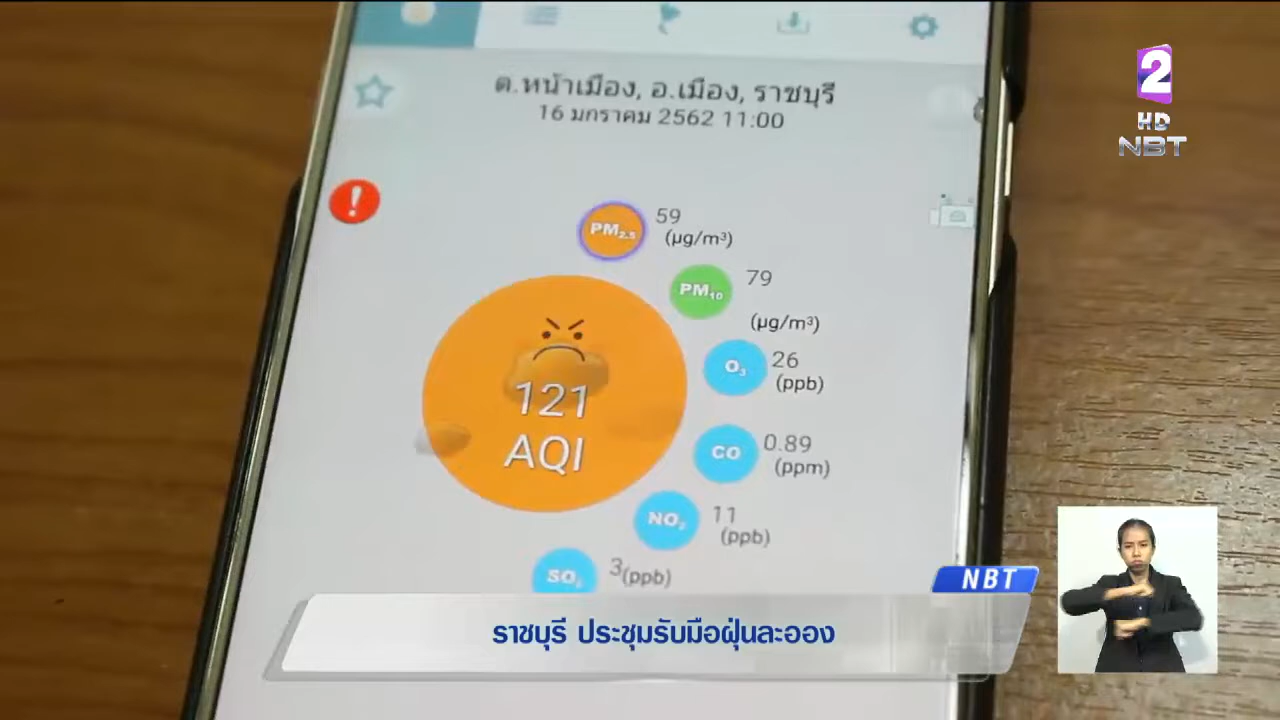 ต.หน้าเมือง, อ.เมือง, ราชบุรี
16 มกราคม 2562 11:00
2
HD
NBT
!
PM2.5 59 (µg/m³)
PM10 79 (µg/m³)
O3 26 (ppb)
121
AQI
CO 0.89 (ppm)
NO2 11 (ppb)
SO2 3 (ppb)
NBT
ราชบุรี ประชุมรับมือฝุ่นละออง